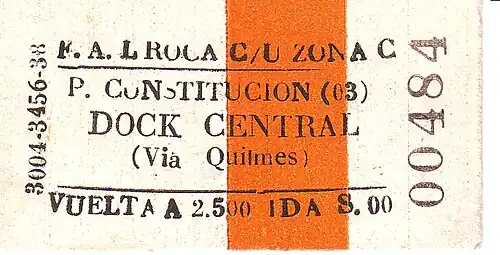 F. A. L ROCA C/U ZONA C
P. CONSTITUCION (03)
DOCK CENTRAL
(Via Quilmes)
VUELTA A 2.500 IDA S. 00
3004-3456-38
00484